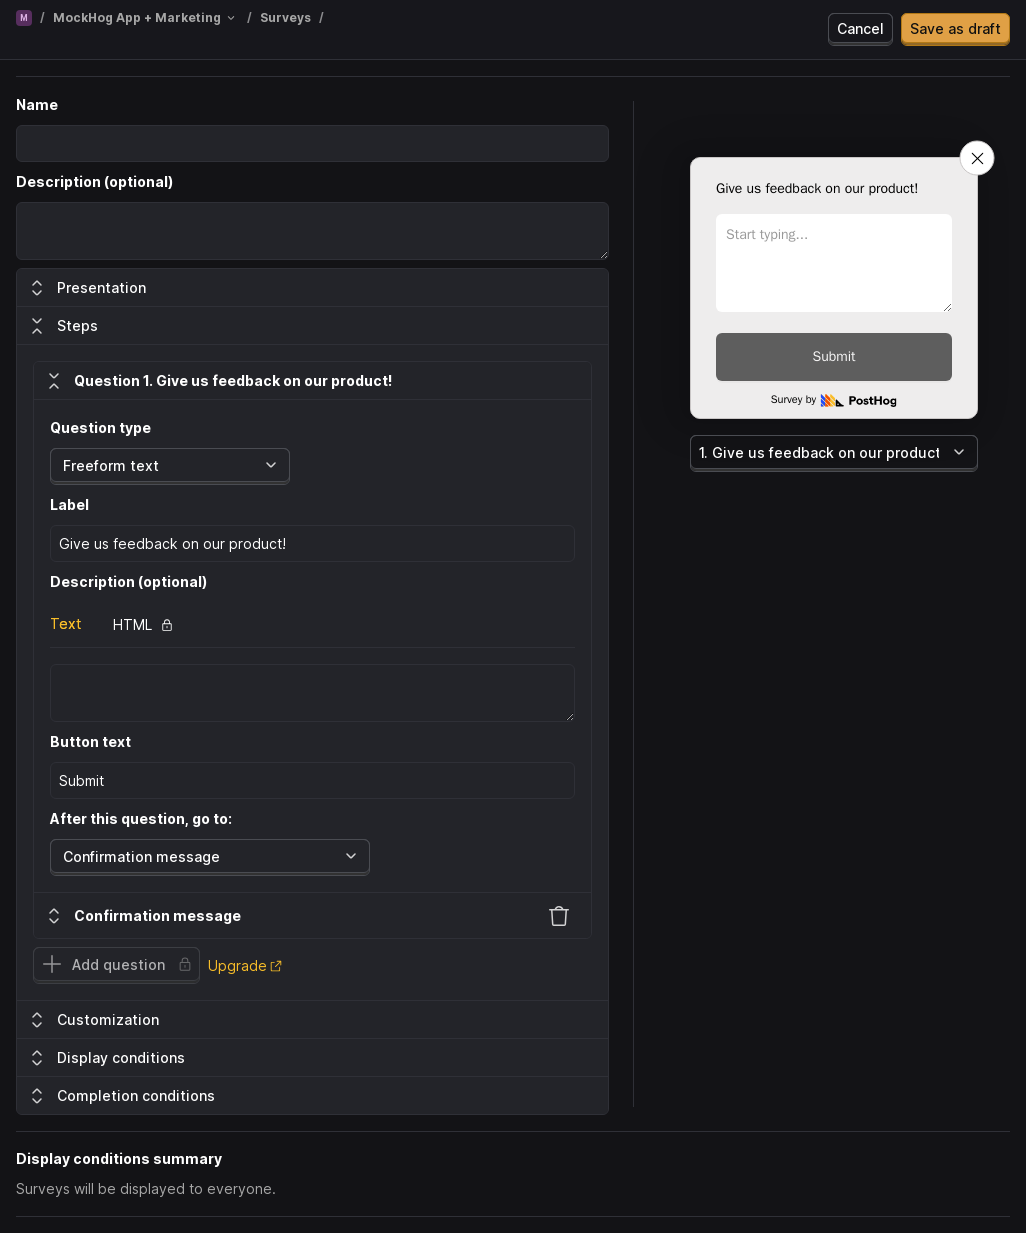 M / MockHog App + Marketing / Surveys /
Cancel
Save as draft
Name
Description (optional)
Presentation
Steps
Question 1. Give us feedback on our product!
Question type
Freeform text
Label
Give us feedback on our product!
Description (optional)
Text
HTML
Button text
Submit
After this question, go to:
Confirmation message
Confirmation message
Add question
Upgrade
Customization
Display conditions
Completion conditions
Give us feedback on our product!
Start typing...
Submit
Survey by PostHog
1. Give us feedback on our product
Display conditions summary
Surveys will be displayed to everyone.